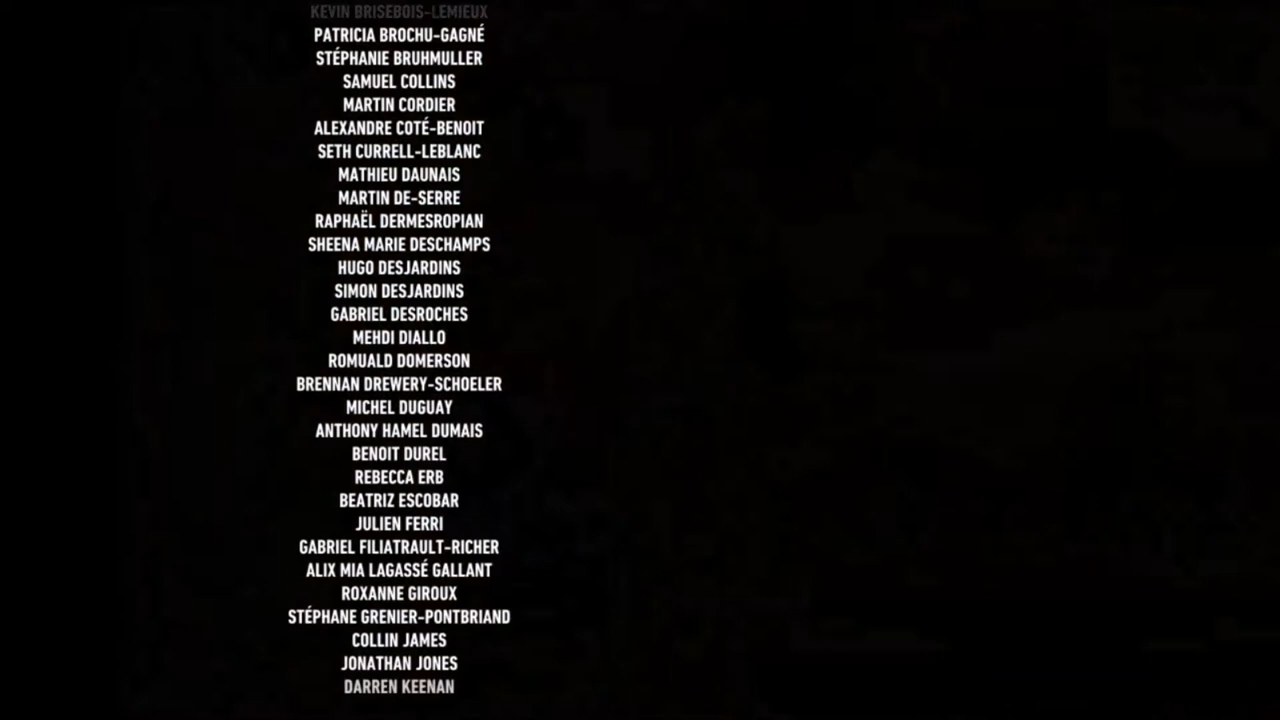 KEVIN BRISEBOIS-LEMIEUX
PATRICIA BROCHU-GAGNÉ
STÉPHANIE BRUHMULLER
SAMUEL COLLINS
MARTIN CORDIER
ALEXANDRE COTÉ-BENOIT
SETH CURRELL-LEBLANC
MATHIEU DAUNAIS
MARTIN DE-SERRE
RAPHAËL DERMESROPIAN
SHEENA MARIE DESCHAMPS
HUGO DESJARDINS
SIMON DESJARDINS
GABRIEL DESROCHES
MEHDI DIALLO
ROMUALD DOMERSON
BRENNAN DREWERY-SCHOELER
MICHEL DUGUAY
ANTHONY HAMEL DUMAIS
BENOIT DUREL
REBECCA ERB
BEATRIZ ESCOBAR
JULIEN FERRI
GABRIEL FILIATRAULT-RICHER
ALIX MIA LAGASSÉ GALLANT
ROXANNE GIROUX
STÉPHANE GRENIER-PONTBRIAND
COLLIN JAMES
JONATHAN JONES
DARREN KEENAN